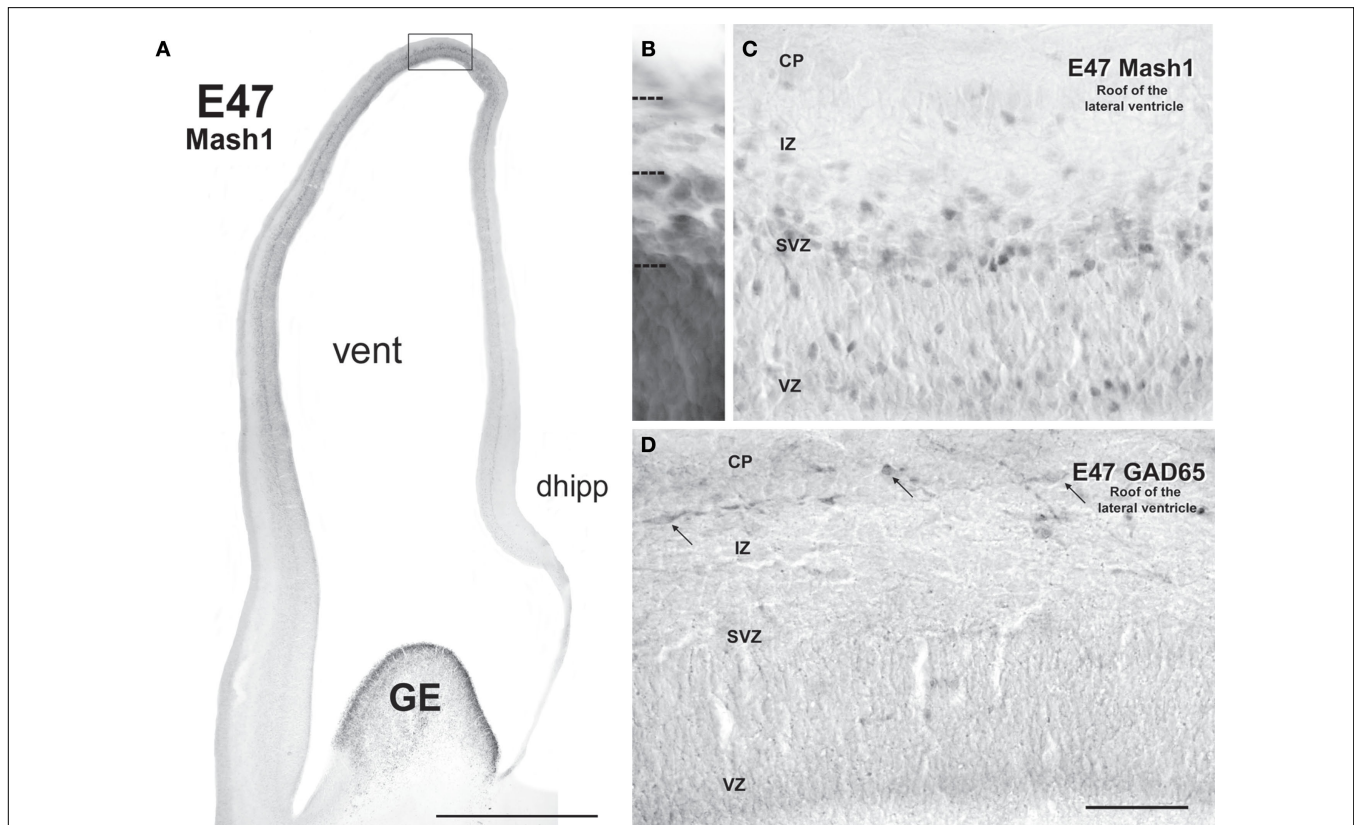 A
E47
Mash1
vent
dhipp
GE
B
C
CP
E47 Mash1
Roof of the
lateral ventricle
IZ
SVZ
VZ
D
CP
E47 GAD65
Roof of the
lateral ventricle
IZ
SVZ
VZ